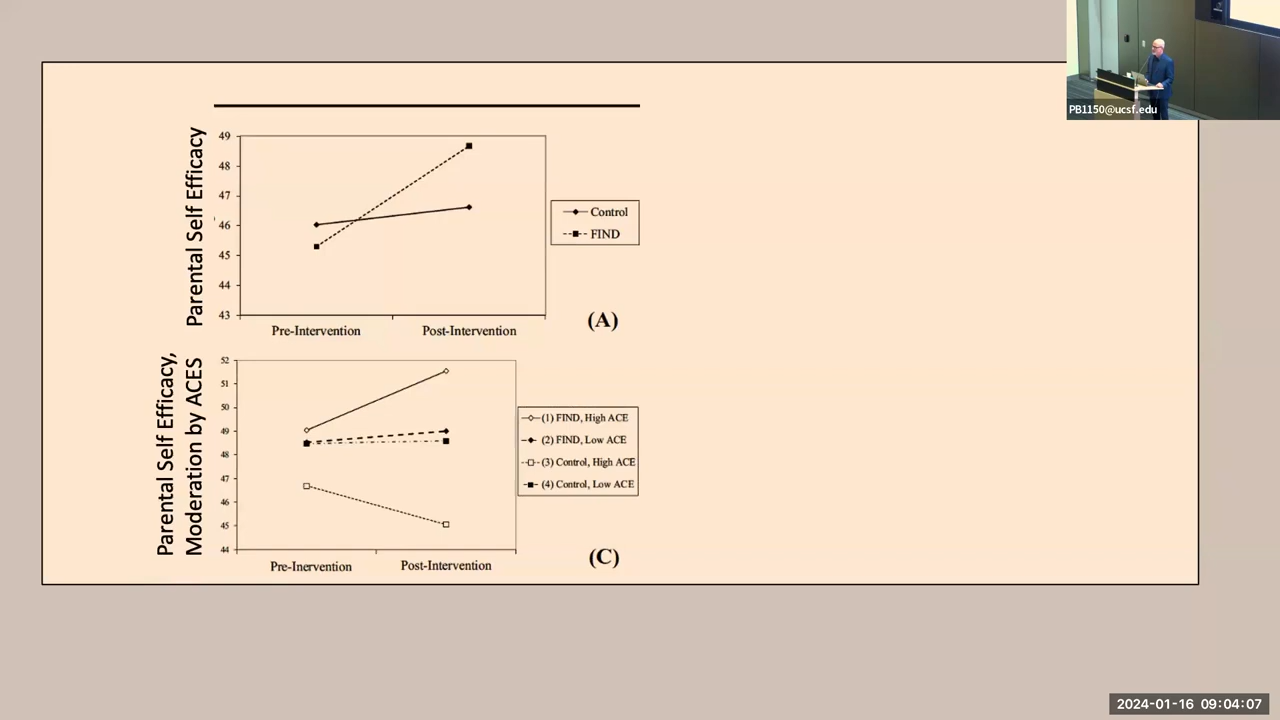 PB1150@ucsf.edu
Parental Self Efficacy
49
48
47
46
45
44
43
Pre-Intervention
Post-Intervention
Control
FIND
(A)
Parental Self Efficacy,
Moderation by ACES
52
51
50
49
48
47
46
45
44
Pre-Inervention
Post-Intervention
(1) FIND, High ACE
(2) FIND, Low ACE
(3) Control, High ACE
(4) Control, Low ACE
(C)
2024-01-16 09:04:07